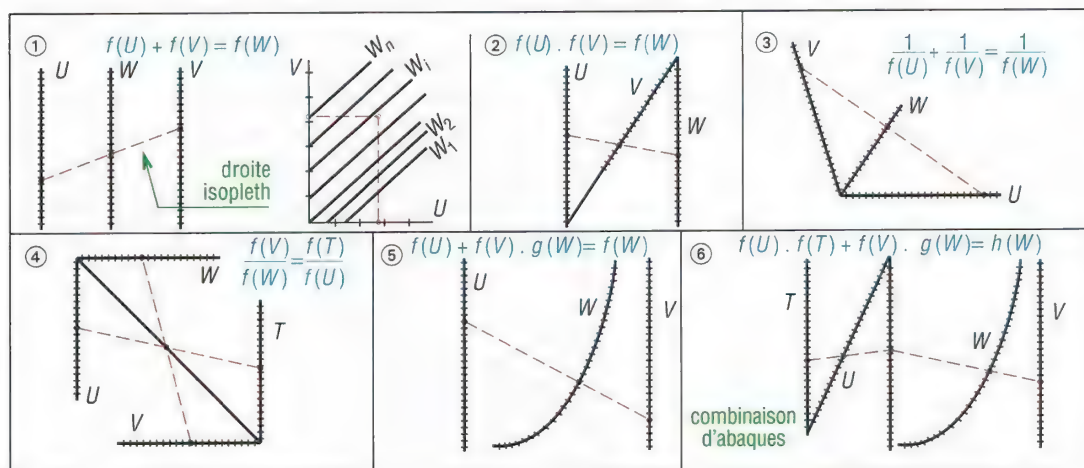 ① f(U) + f(V) = f(W)
U W V
V
Wn
Wi
W2
W1
U
droite
isopleth
② f(U) . f(V) = f(W)
U
V
W
③ 1/f(U) + 1/f(V) = 1/f(W)
V
W
U
④ f(V)/f(W) = f(T)/f(U)
W
T
U
V
⑤ f(U) + f(V) . g(W) = f(W)
U
W
V
⑥ f(U) . f(T) + f(V) . g(W) = h(W)
T
U
W
V
combinaison
d'abaques